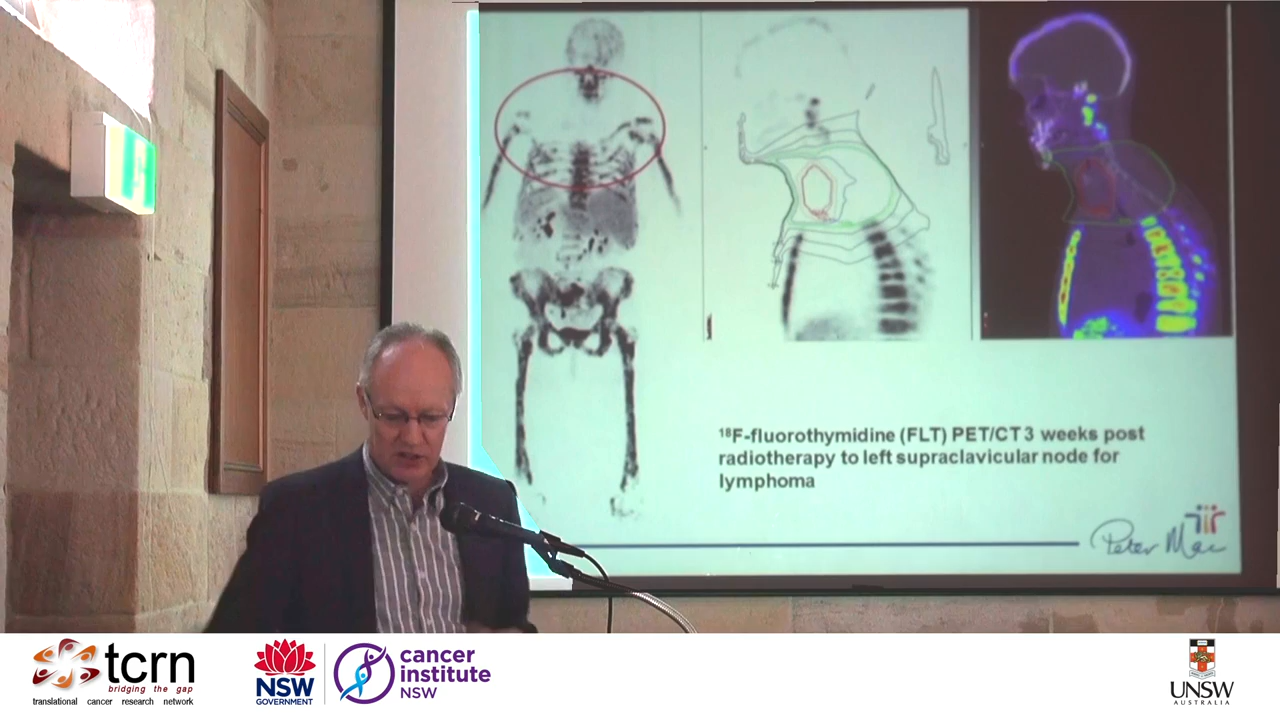 ¹⁸F-fluorothymidine (FLT) PET/CT 3 weeks post
radiotherapy to left supraclavicular node for
lymphoma
Peter Mac
tcrn
bridging the gap
translational cancer research network
NSW
GOVERNMENT
cancer
institute
NSW
UNSW
AUSTRALIA